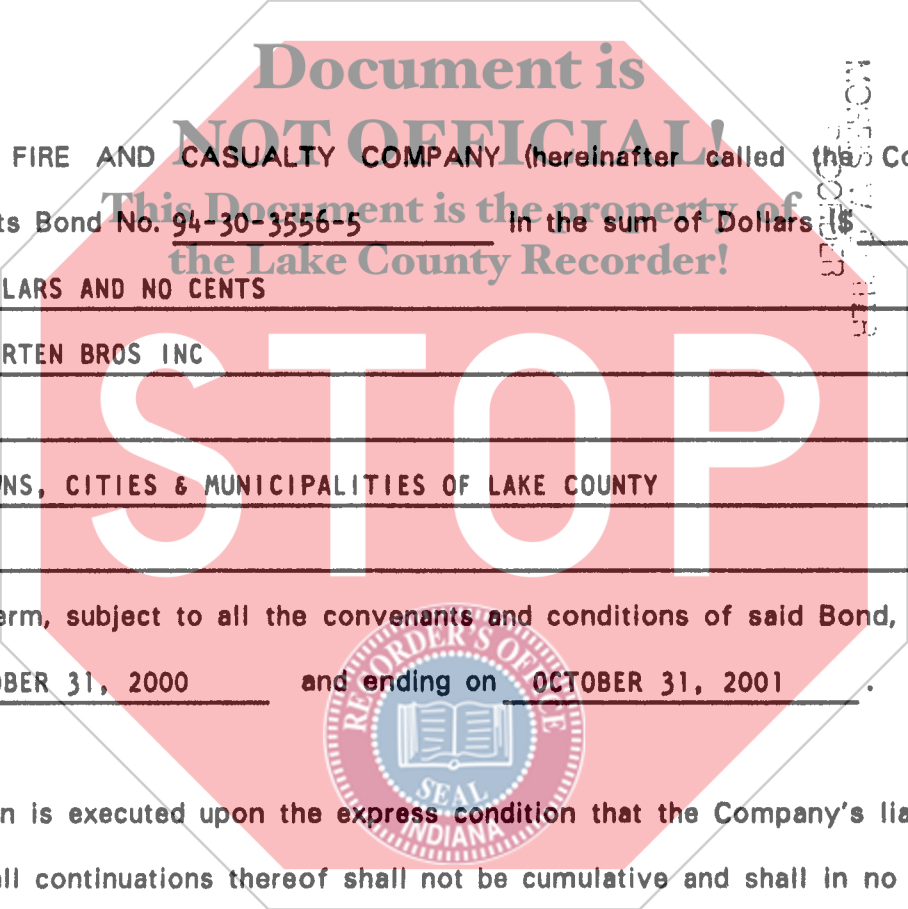 Document is
NOT OFFICIAL!
FIRE AND CASUALTY COMPANY (hereinafter called the Co
This Document is the property of
ts Bond No. 94-30-3556-5 In the sum of Dollars ($
the Lake County Recorder!
LARS AND NO CENTS
RTEN BROS INC
STOP
NS, CITIES & MUNICIPALITIES OF LAKE COUNTY
erm, subject to all the convenants and conditions of said Bond,
BER 31, 2000 and ending on OCTOBER 31, 2001 .
RECORDER'S OFFICE
SEAL
INDIANA
n is executed upon the express condition that the Company's lia
ll continuations thereof shall not be cumulative and shall in no